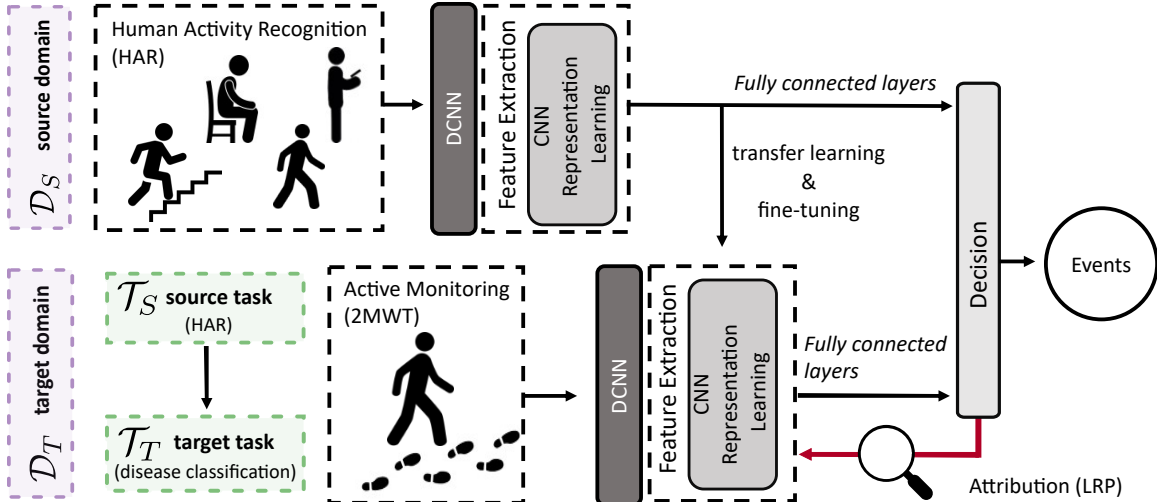 D_S source domain
Human Activity Recognition
(HAR)
DCNN
Feature Extraction
CNN
Representation
Learning
Fully connected layers
transfer learning
&
fine-tuning
Decision
Events
D_T target domain
T_S source task
(HAR)
T_T target task
(disease classification)
Active Monitoring
(2MWT)
DCNN
Feature Extraction
CNN
Representation
Learning
Fully connected
layers
Attribution (LRP)